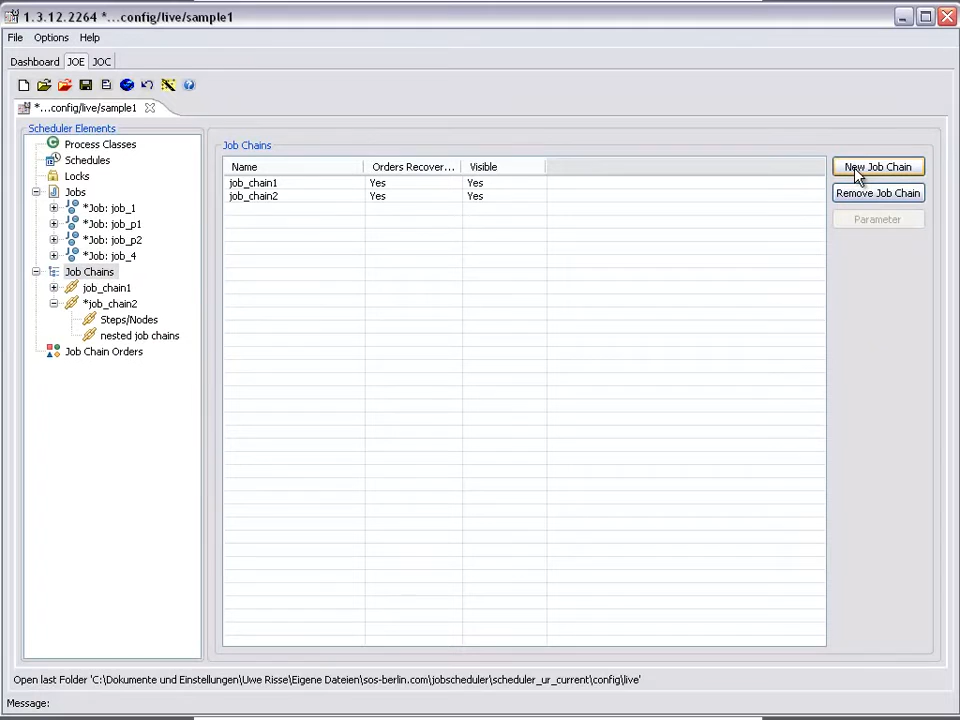 1.3.12.2264 *...config/live/sample1
File Options Help
Dashboard JOE JOC
*...config/live/sample1
Scheduler Elements
Process Classes
Schedules
Locks
Jobs
*Job: job_1
*Job: job_p1
*Job: job_p2
*Job: job_4
Job Chains
job_chain1
*job_chain2
Steps/Nodes
nested job chains
Job Chain Orders
Job Chains
Name Orders Recover... Visible
job_chain1 Yes Yes
job_chain2 Yes Yes
New Job Chain
Remove Job Chain
Parameter
Open last Folder 'C:\Dokumente und Einstellungen\Uwe Risse\Eigene Dateien\sos-berlin.com\jobscheduler\scheduler_ur_current\config\live'
Message: